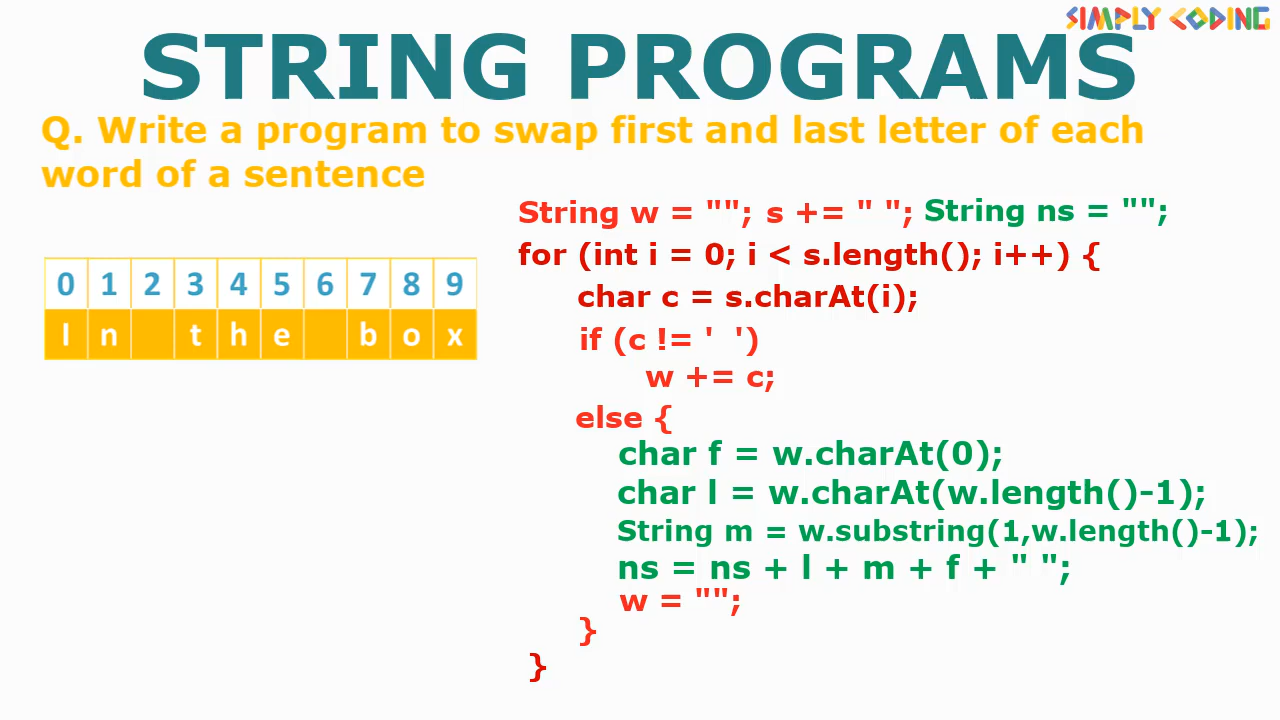 SIMPLY CODING
STRING PROGRAMS
Q. Write a program to swap first and last letter of each
word of a sentence
String w = ""; s += " "; String ns = "";
for (int i = 0; i < s.length(); i++) {
char c = s.charAt(i);
if (c != ' ')
w += c;
else {
char f = w.charAt(0);
char l = w.charAt(w.length()-1);
String m = w.substring(1,w.length()-1);
ns = ns + l + m + f + " ";
w = "";
}
}
0 1 2 3 4 5 6 7 8 9
I n t h e b o x